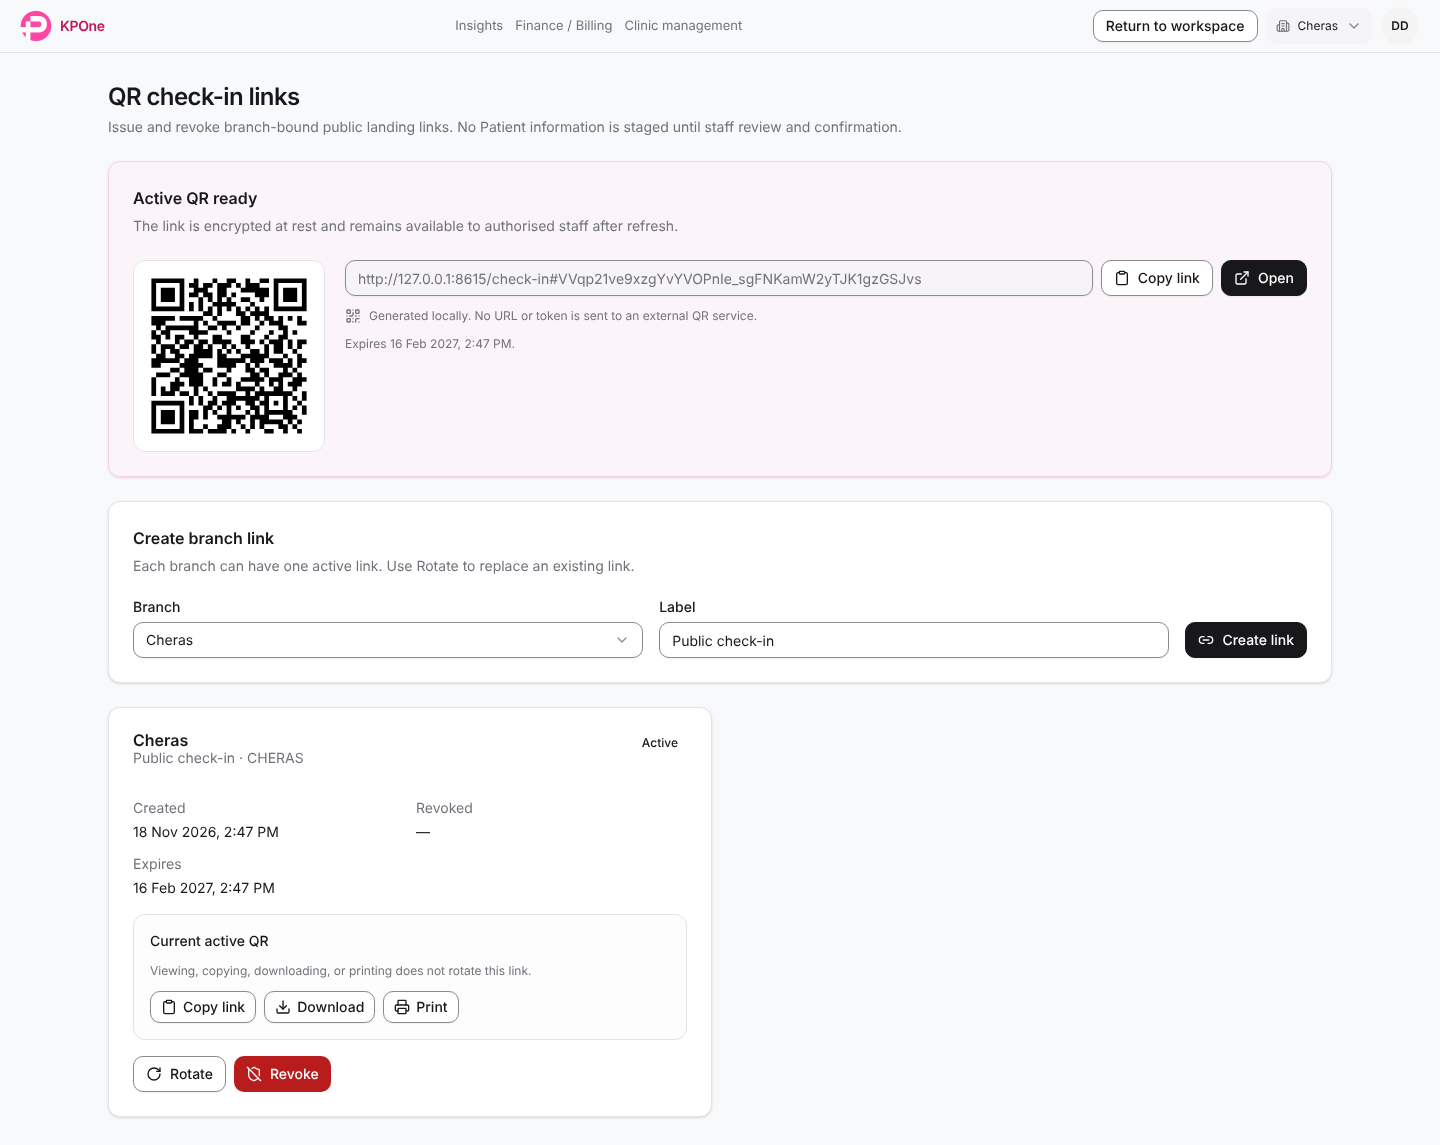 KPOne
Insights
Finance / Billing
Clinic management
Return to workspace
Cheras
DD
QR check-in links
Issue and revoke branch-bound public landing links. No Patient information is staged until staff review and confirmation.
Active QR ready
The link is encrypted at rest and remains available to authorised staff after refresh.
http://127.0.0.1:8615/check-in#VVqp21ve9xzgYvYVOPnIe_sgFNKamW2yTJK1gzGSJvs
Copy link
Open
Generated locally. No URL or token is sent to an external QR service.
Expires 16 Feb 2027, 2:47 PM.
Create branch link
Each branch can have one active link. Use Rotate to replace an existing link.
Branch
Label
Cheras
Public check-in
Create link
Cheras
Active
Public check-in · CHERAS
Created
Revoked
18 Nov 2026, 2:47 PM
—
Expires
16 Feb 2027, 2:47 PM
Current active QR
Viewing, copying, downloading, or printing does not rotate this link.
Copy link
Download
Print
Rotate
Revoke